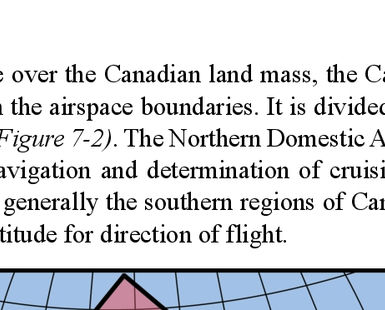 e over the Canadian land mass, the Ca
the airspace boundaries. It is divided
Figure 7-2). The Northern Domestic A
avigation and determination of cruisi
generally the southern regions of Can
titude for direction of flight.